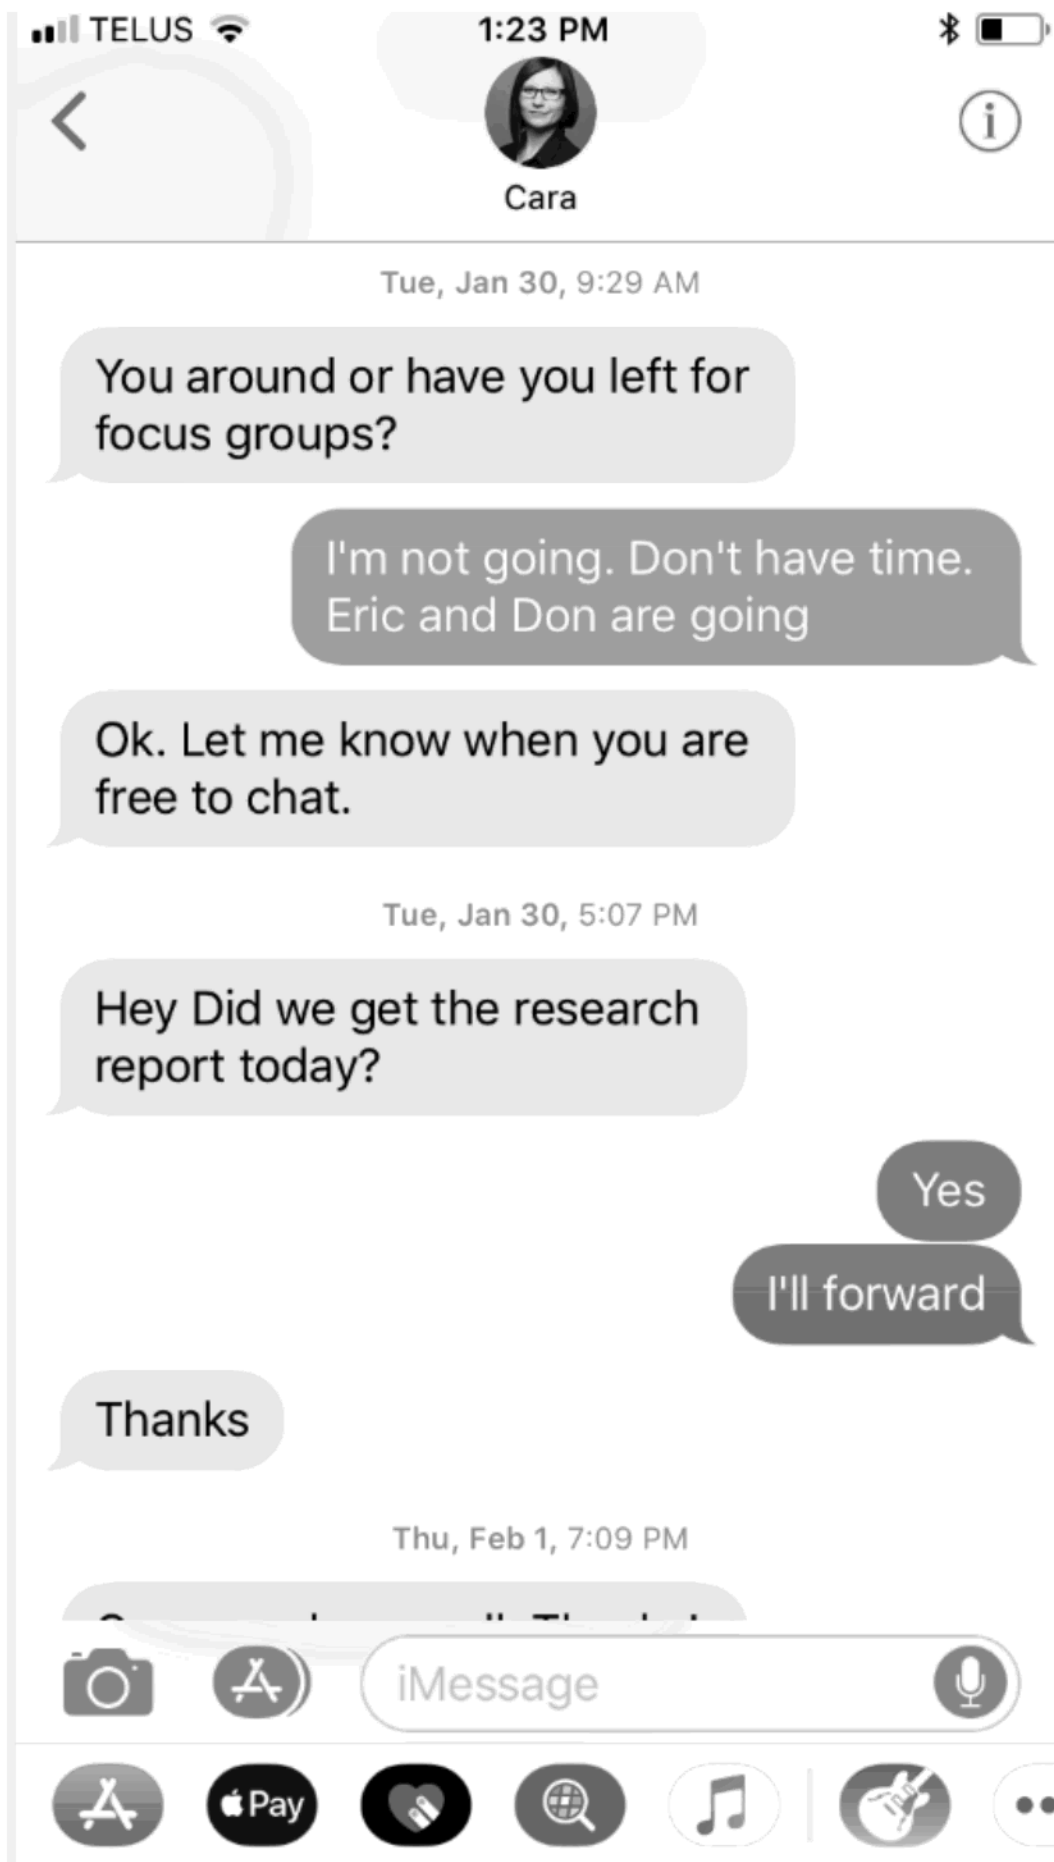 TELUS 1:23 PM
Cara
Tue, Jan 30, 9:29 AM
You around or have you left for
focus groups?
I'm not going. Don't have time.
Eric and Don are going
Ok. Let me know when you are
free to chat.
Tue, Jan 30, 5:07 PM
Hey Did we get the research
report today?
Yes
I'll forward
Thanks
Thu, Feb 1, 7:09 PM
iMessage
Pay